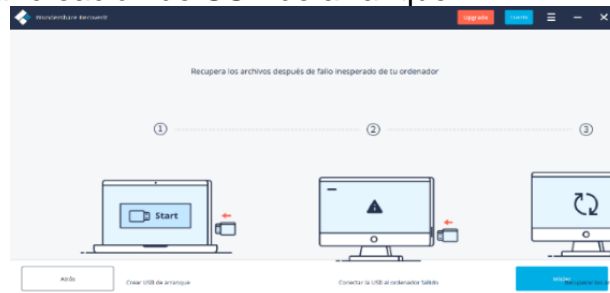 Wondershare Recoverit
Upgrade
Recupera los archivos después de fallo inesperado de tu ordenador
1
2
3
Start
Atrás
Crear USB de arranque
Conectar la USB al ordenador fallido
Iniciar